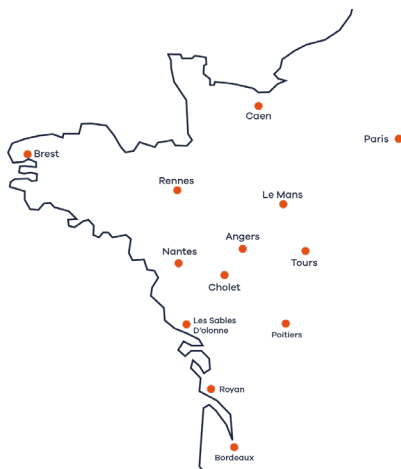 Caen
Paris
Brest
Rennes
Le Mans
Angers
Nantes
Tours
Cholet
Les Sables
D'olonne
Poitiers
Royan
Bordeaux